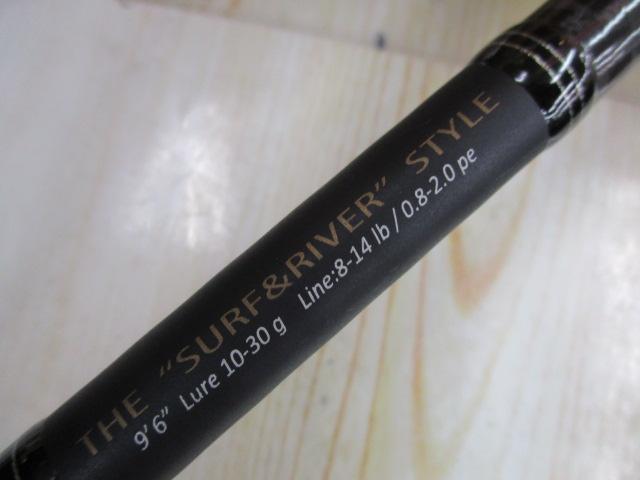 THE "SURF&RIVER" STYLE
9'6" Lure 10-30 g Line:8-14 lb / 0.8-2.0 pe